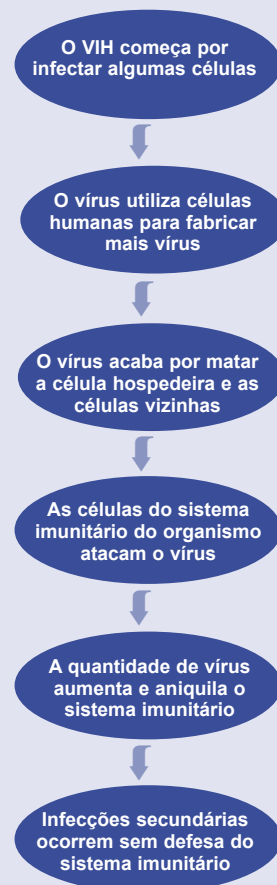 O VIH começa por
infectar algumas células
O vírus utiliza células
humanas para fabricar
mais vírus
O vírus acaba por matar
a célula hospedeira e as
células vizinhas
As células do sistema
imunitário do organismo
atacam o vírus
A quantidade de vírus
aumenta e aniquila o
sistema imunitário
Infecções secundárias
ocorrem sem defesa do
sistema imunitário